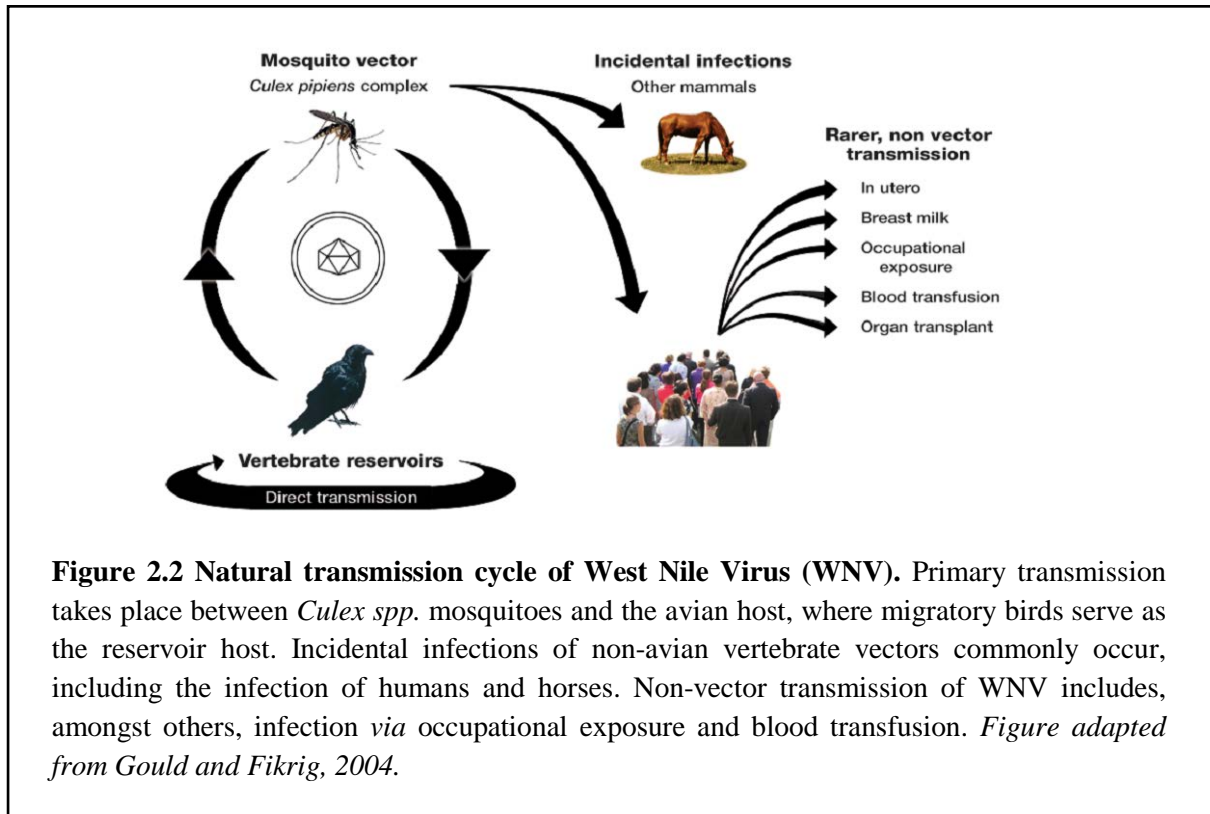 Mosquito vector
Culex pipiens complex
Incidental infections
Other mammals
Rarer, non vector
transmission
In utero
Breast milk
Occupational
exposure
Blood transfusion
Organ transplant
Vertebrate reservoirs
Direct transmission
Figure 2.2 Natural transmission cycle of West Nile Virus (WNV). Primary transmission
takes place between Culex spp. mosquitoes and the avian host, where migratory birds serve as
the reservoir host. Incidental infections of non-avian vertebrate vectors commonly occur,
including the infection of humans and horses. Non-vector transmission of WNV includes,
amongst others, infection via occupational exposure and blood transfusion. Figure adapted
from Gould and Fikrig, 2004.